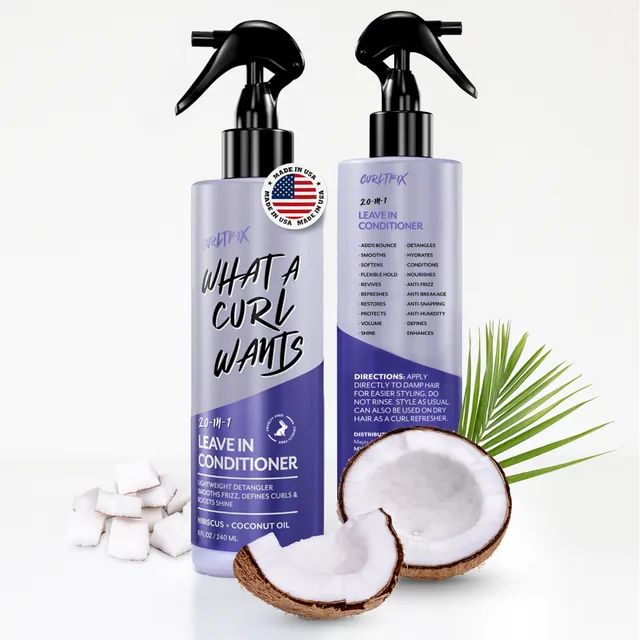 MADE IN USA
MADE IN USA
MADE IN USA
CURLTRIX
WHAT A
CURL
WANTS
20-IN-1
LEAVE IN
CONDITIONER
LIGHTWEIGHT DETANGLER
SMOOTHS FRIZZ, DEFINES CURLS &
BOOSTS SHINE
HIBISCUS + COCONUT OIL
8 FL OZ / 240 ML
CURLTRIX
20-IN-1
LEAVE IN
CONDITIONER
· ADDS BOUNCE · DETANGLES
· SMOOTHS · HYDRATES
· SOFTENS · CONDITIONS
· FLEXIBLE HOLD · NOURISHES
· REVIVES · ANTI-FRIZZ
· REFRESHES · ANTI-BREAKAGE
· RESTORES · ANTI-SNAPPING
· PROTECTS · ANTI-HUMIDITY
· VOLUME · DEFINES
· SHINE · ENHANCES
DIRECTIONS: APPLY
DIRECTLY TO DAMP HAIR
FOR EASIER STYLING. DO
NOT RINSE. STYLE AS USUAL.
CAN ALSO BE USED ON DRY
HAIR AS A CURL REFRESHER.